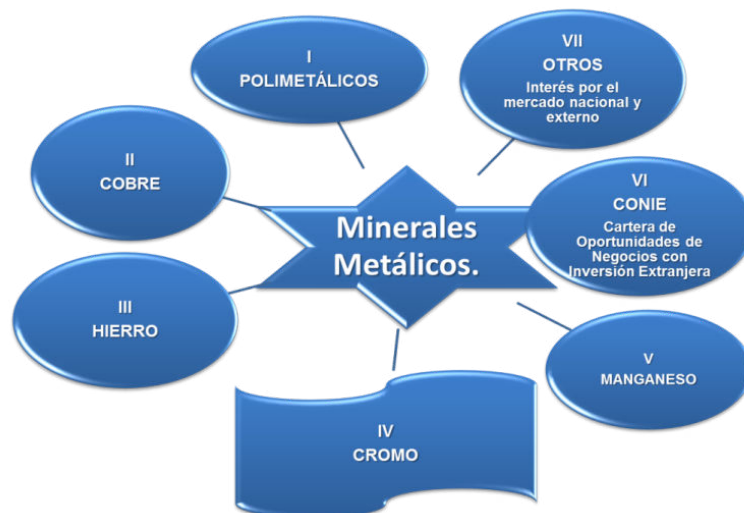 I
POLIMETÁLICOS
VII
OTROS
Interés por el
mercado nacional y
externo
II
COBRE
Minerales
Metálicos.
VI
CONIE
Cartera de
Oportunidades de
Negocios con
Inversión Extranjera
III
HIERRO
V
MANGANESO
IV
CROMO